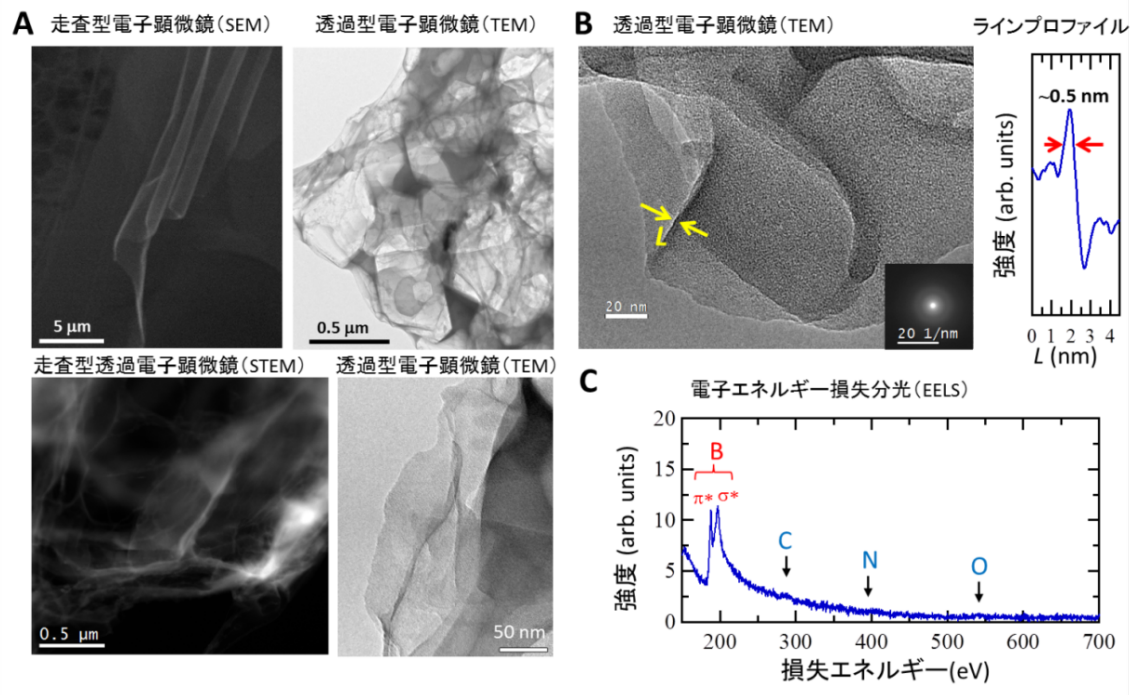 A
走査型電子顕微鏡(SEM)
透過型電子顕微鏡(TEM)
5 μm
0.5 μm
走査型透過電子顕微鏡(STEM)
透過型電子顕微鏡(TEM)
0.5 μm
50 nm
B
透過型電子顕微鏡(TEM)
L
20 nm
20 1/nm
ラインプロファイル
~0.5 nm
強度 (arb. units)
0 1 2 3 4
L (nm)
C
電子エネルギー損失分光(EELS)
強度 (arb. units)
20
15
10
5
0
B
π* σ*
C
N
O
200 300 400 500 600 700
損失エネルギー(eV)